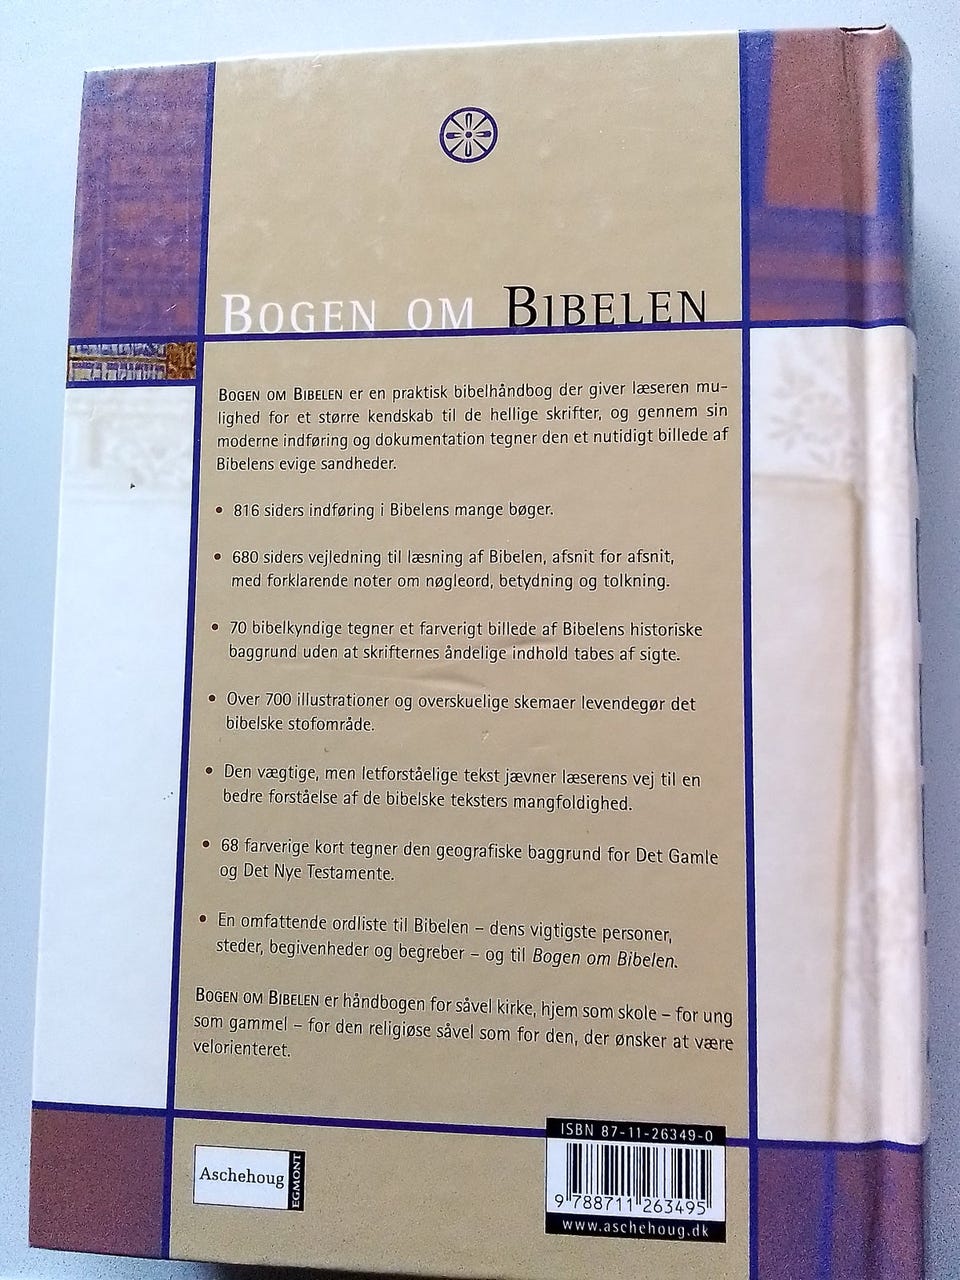 BOGEN OM BIBELEN
BOGEN OM BIBELEN er en praktisk bibelhåndbog der giver læseren mu-
lighed for et større kendskab til de hellige skrifter, og gennem sin
moderne indføring og dokumentation tegner den et nutidigt billede af
Bibelens evige sandheder.
• 816 siders indføring i Bibelens mange bøger.
• 680 siders vejledning til læsning af Bibelen, afsnit for afsnit,
med forklarende noter om nøgleord, betydning og tolkning.
• 70 bibelkyndige tegner et farverigt billede af Bibelens historiske
baggrund uden at skrifternes åndelige indhold tabes af sigte.
• Over 700 illustrationer og overskuelige skemaer levendegør det
bibelske stofområde.
• Den vægtige, men letforståelige tekst jævner læserens vej til en
bedre forståelse af de bibelske teksters mangfoldighed.
• 68 farverige kort tegner den geografiske baggrund for Det Gamle
og Det Nye Testamente.
• En omfattende ordliste til Bibelen – dens vigtigste personer,
steder, begivenheder og begreber – og til Bogen om Bibelen.
BOGEN OM BIBELEN er håndbogen for såvel kirke, hjem som skole – for ung
som gammel – for den religiøse såvel som for den, der ønsker at være
velorienteret.
Aschehoug
EGMONT
ISBN 87-11-26349-0
9 788711 263495
www.aschehoug.dk